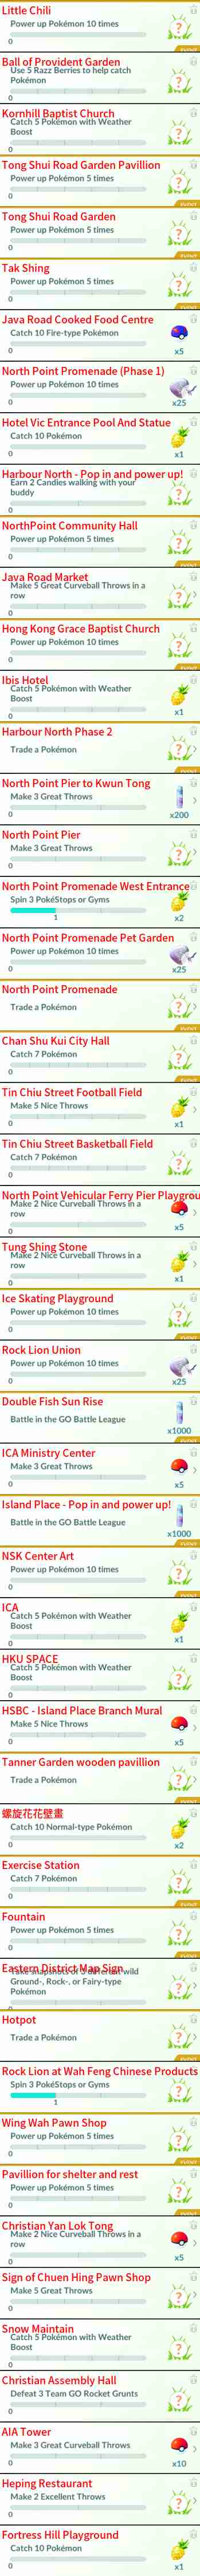 Little Chili
Power up Pokémon 10 times
0
EVENT
Ball of Provident Garden
Use 5 Razz Berries to help catch
Pokémon
0
Kornhill Baptist Church
Catch 5 Pokémon with Weather
Boost
0
EVENT
Tong Shui Road Garden Pavillion
Power up Pokémon 5 times
0
EVENT
Tong Shui Road Garden
Power up Pokémon 5 times
0
EVENT
Tak Shing
Power up Pokémon 5 times
0
EVENT
Java Road Cooked Food Centre
Catch 10 Fire-type Pokémon
0
x5
North Point Promenade (Phase 1)
Power up Pokémon 10 times
0
x25
Hotel Vic Entrance Pool And Statue
Catch 10 Pokémon
0
x1
Harbour North - Pop in and power up!
Earn 2 Candies walking with your
buddy
0
EVENT
NorthPoint Community Hall
Power up Pokémon 5 times
0
EVENT
Java Road Market
Make 5 Great Curveball Throws in a
row
0
Hong Kong Grace Baptist Church
Power up Pokémon 10 times
0
EVENT
Ibis Hotel
Catch 5 Pokémon with Weather
Boost
0
x1
Harbour North Phase 2
Trade a Pokémon
EVENT
North Point Pier to Kwun Tong
Make 3 Great Throws
0
x200
North Point Pier
Make 3 Great Throws
0
North Point Promenade West Entrance
Spin 3 PokéStops or Gyms
1
x2
North Point Promenade Pet Garden
Power up Pokémon 10 times
0
x25
North Point Promenade
Trade a Pokémon
EVENT
Chan Shu Kui City Hall
Catch 7 Pokémon
0
EVENT
Tin Chiu Street Football Field
Make 5 Nice Throws
0
x1
Tin Chiu Street Basketball Field
Catch 7 Pokémon
0
North Point Vehicular Ferry Pier Playgrou
Make 2 Nice Curveball Throws in a
row
0
x5
Tung Shing Stone
Make 2 Nice Curveball Throws in a
row
0
x1
Ice Skating Playground
Power up Pokémon 10 times
0
Rock Lion Union
Power up Pokémon 10 times
0
x25
Double Fish Sun Rise
Battle in the GO Battle League
x1000
EVENT
ICA Ministry Center
Make 3 Great Throws
0
x5
Island Place - Pop in and power up!
Battle in the GO Battle League
x1000
EVENT
NSK Center Art
Power up Pokémon 10 times
0
EVENT
ICA
Catch 5 Pokémon with Weather
Boost
0
x1
HKU SPACE
Catch 5 Pokémon with Weather
Boost
0
HSBC - Island Place Branch Mural
Make 5 Nice Throws
0
x5
Tanner Garden wooden pavillion
Trade a Pokémon
EVENT
螺旋花花壁畫
Catch 10 Normal-type Pokémon
0
x2
Exercise Station
Catch 7 Pokémon
0
Fountain
Power up Pokémon 5 times
0
EVENT
Eastern District Map Sign
Take snapshots of 3 different wild
Ground-, Rock-, or Fairy-type
Pokémon
0
Hotpot
Trade a Pokémon
Rock Lion at Wah Feng Chinese Products
Spin 3 PokéStops or Gyms
1
Wing Wah Pawn Shop
Power up Pokémon 5 times
0
Pavillion for shelter and rest
Power up Pokémon 5 times
0
EVENT
Christian Yan Lok Tong
Make 2 Nice Curveball Throws in a
row
0
x5
Sign of Chuen Hing Pawn Shop
Make 5 Great Throws
0
Snow Maintain
Catch 5 Pokémon with Weather
Boost
0
Christian Assembly Hall
Defeat 3 Team GO Rocket Grunts
0
AIA Tower
Make 3 Great Curveball Throws
0
x10
Heping Restaurant
Make 2 Excellent Throws
0
Fortress Hill Playground
Catch 10 Pokémon
0
x1